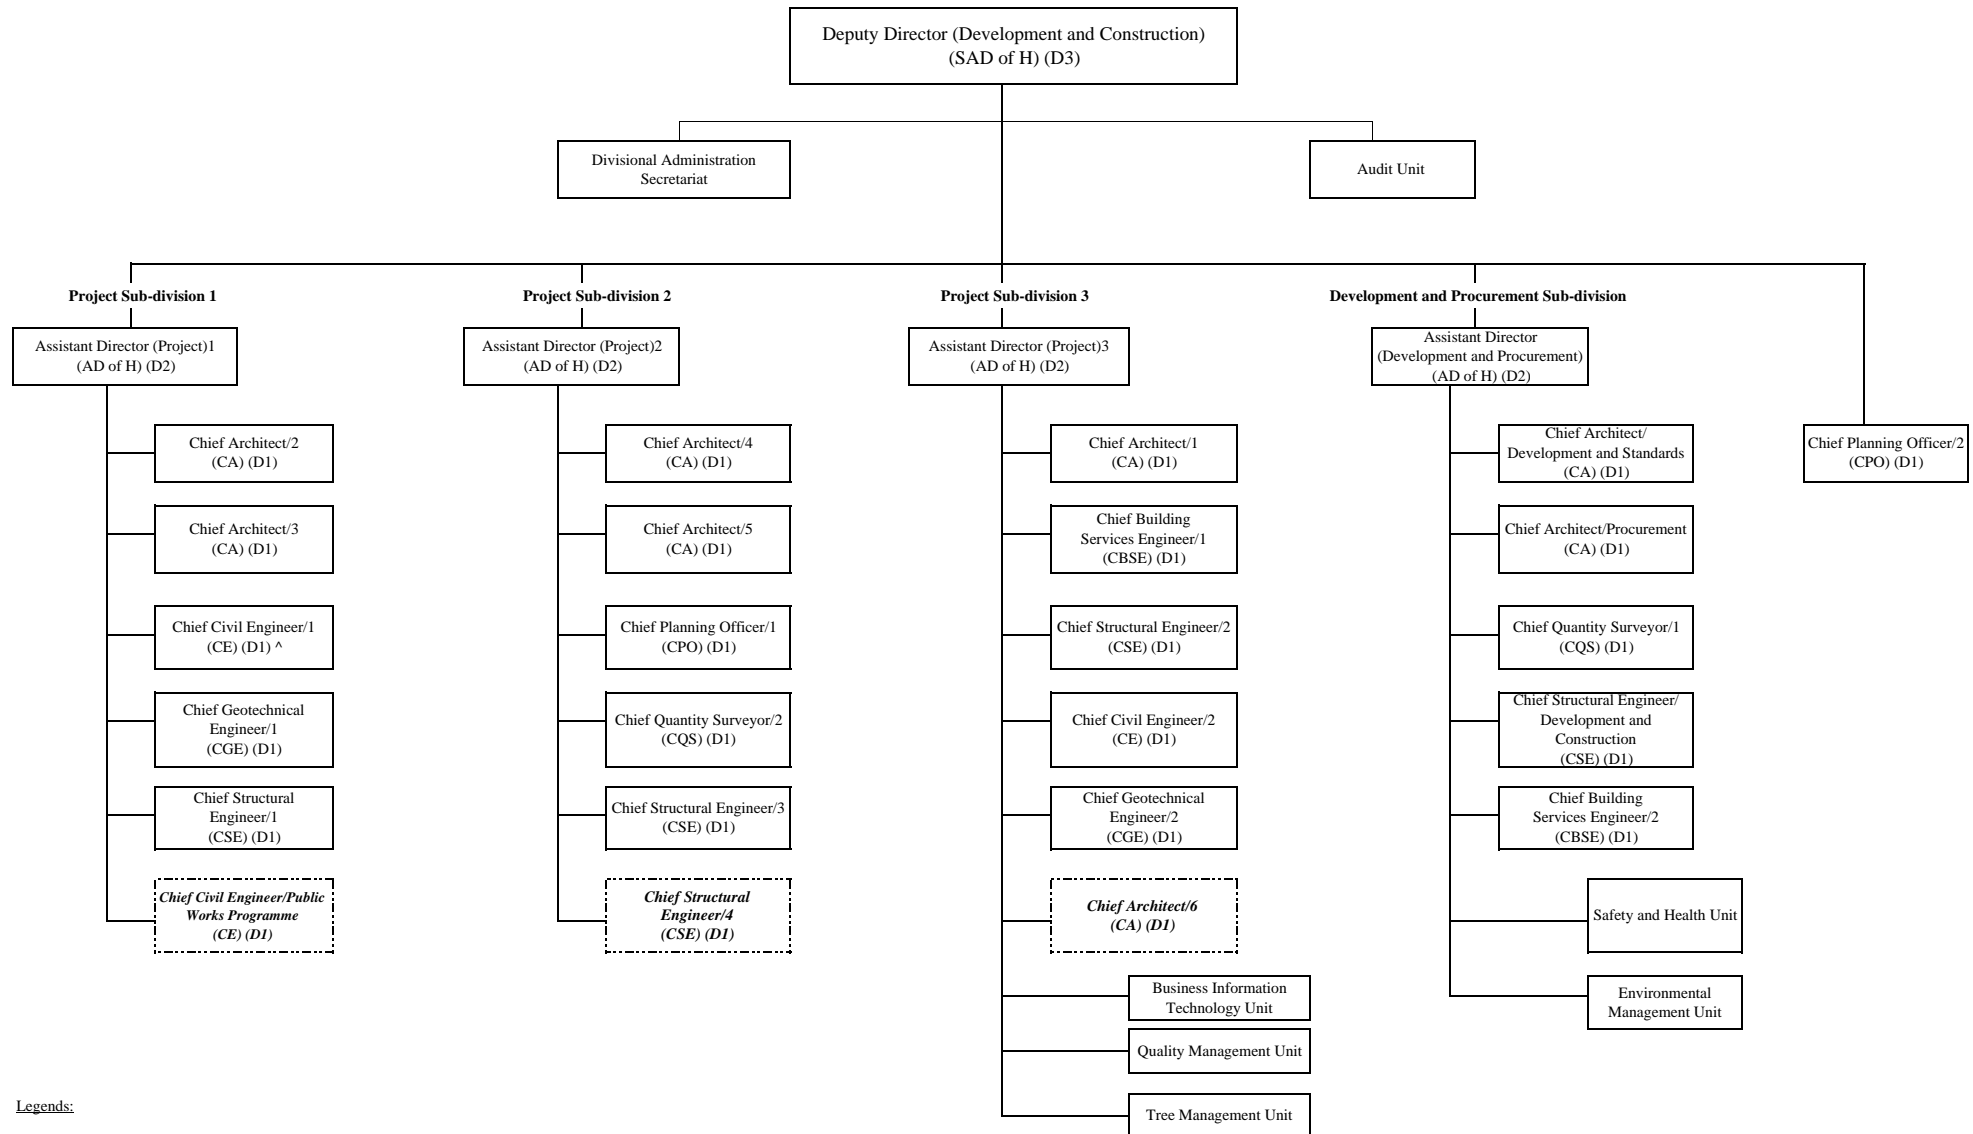 Deputy Director (Development and Construction)
(SAD of H) (D3)
Divisional Administration
Secretariat
Audit Unit
Project Sub-division 1
Project Sub-division 2
Project Sub-division 3
Development and Procurement Sub-division
Assistant Director (Project)1
(AD of H) (D2)
Assistant Director (Project)2
(AD of H) (D2)
Assistant Director (Project)3
(AD of H) (D2)
Assistant Director
(Development and Procurement)
(AD of H) (D2)
Chief Architect/2
(CA) (D1)
Chief Architect/4
(CA) (D1)
Chief Architect/1
(CA) (D1)
Chief Architect/
Development and Standards
(CA) (D1)
Chief Planning Officer/2
(CPO) (D1)
Chief Architect/3
(CA) (D1)
Chief Architect/5
(CA) (D1)
Chief Building
Services Engineer/1
(CBSE) (D1)
Chief Architect/Procurement
(CA) (D1)
Chief Civil Engineer/1
(CE) (D1) ^
Chief Planning Officer/1
(CPO) (D1)
Chief Structural Engineer/2
(CSE) (D1)
Chief Quantity Surveyor/1
(CQS) (D1)
Chief Geotechnical
Engineer/1
(CGE) (D1)
Chief Quantity Surveyor/2
(CQS) (D1)
Chief Civil Engineer/2
(CE) (D1)
Chief Structural Engineer/
Development and
Construction
(CSE) (D1)
Chief Structural
Engineer/1
(CSE) (D1)
Chief Structural Engineer/3
(CSE) (D1)
Chief Geotechnical
Engineer/2
(CGE) (D1)
Chief Building
Services Engineer/2
(CBSE) (D1)
Chief Civil Engineer/Public
Works Programme
(CE) (D1)
Chief Structural
Engineer/4
(CSE) (D1)
Chief Architect/6
(CA) (D1)
Safety and Health Unit
Business Information
Technology Unit
Environmental
Management Unit
Quality Management Unit
Tree Management Unit
Legends: